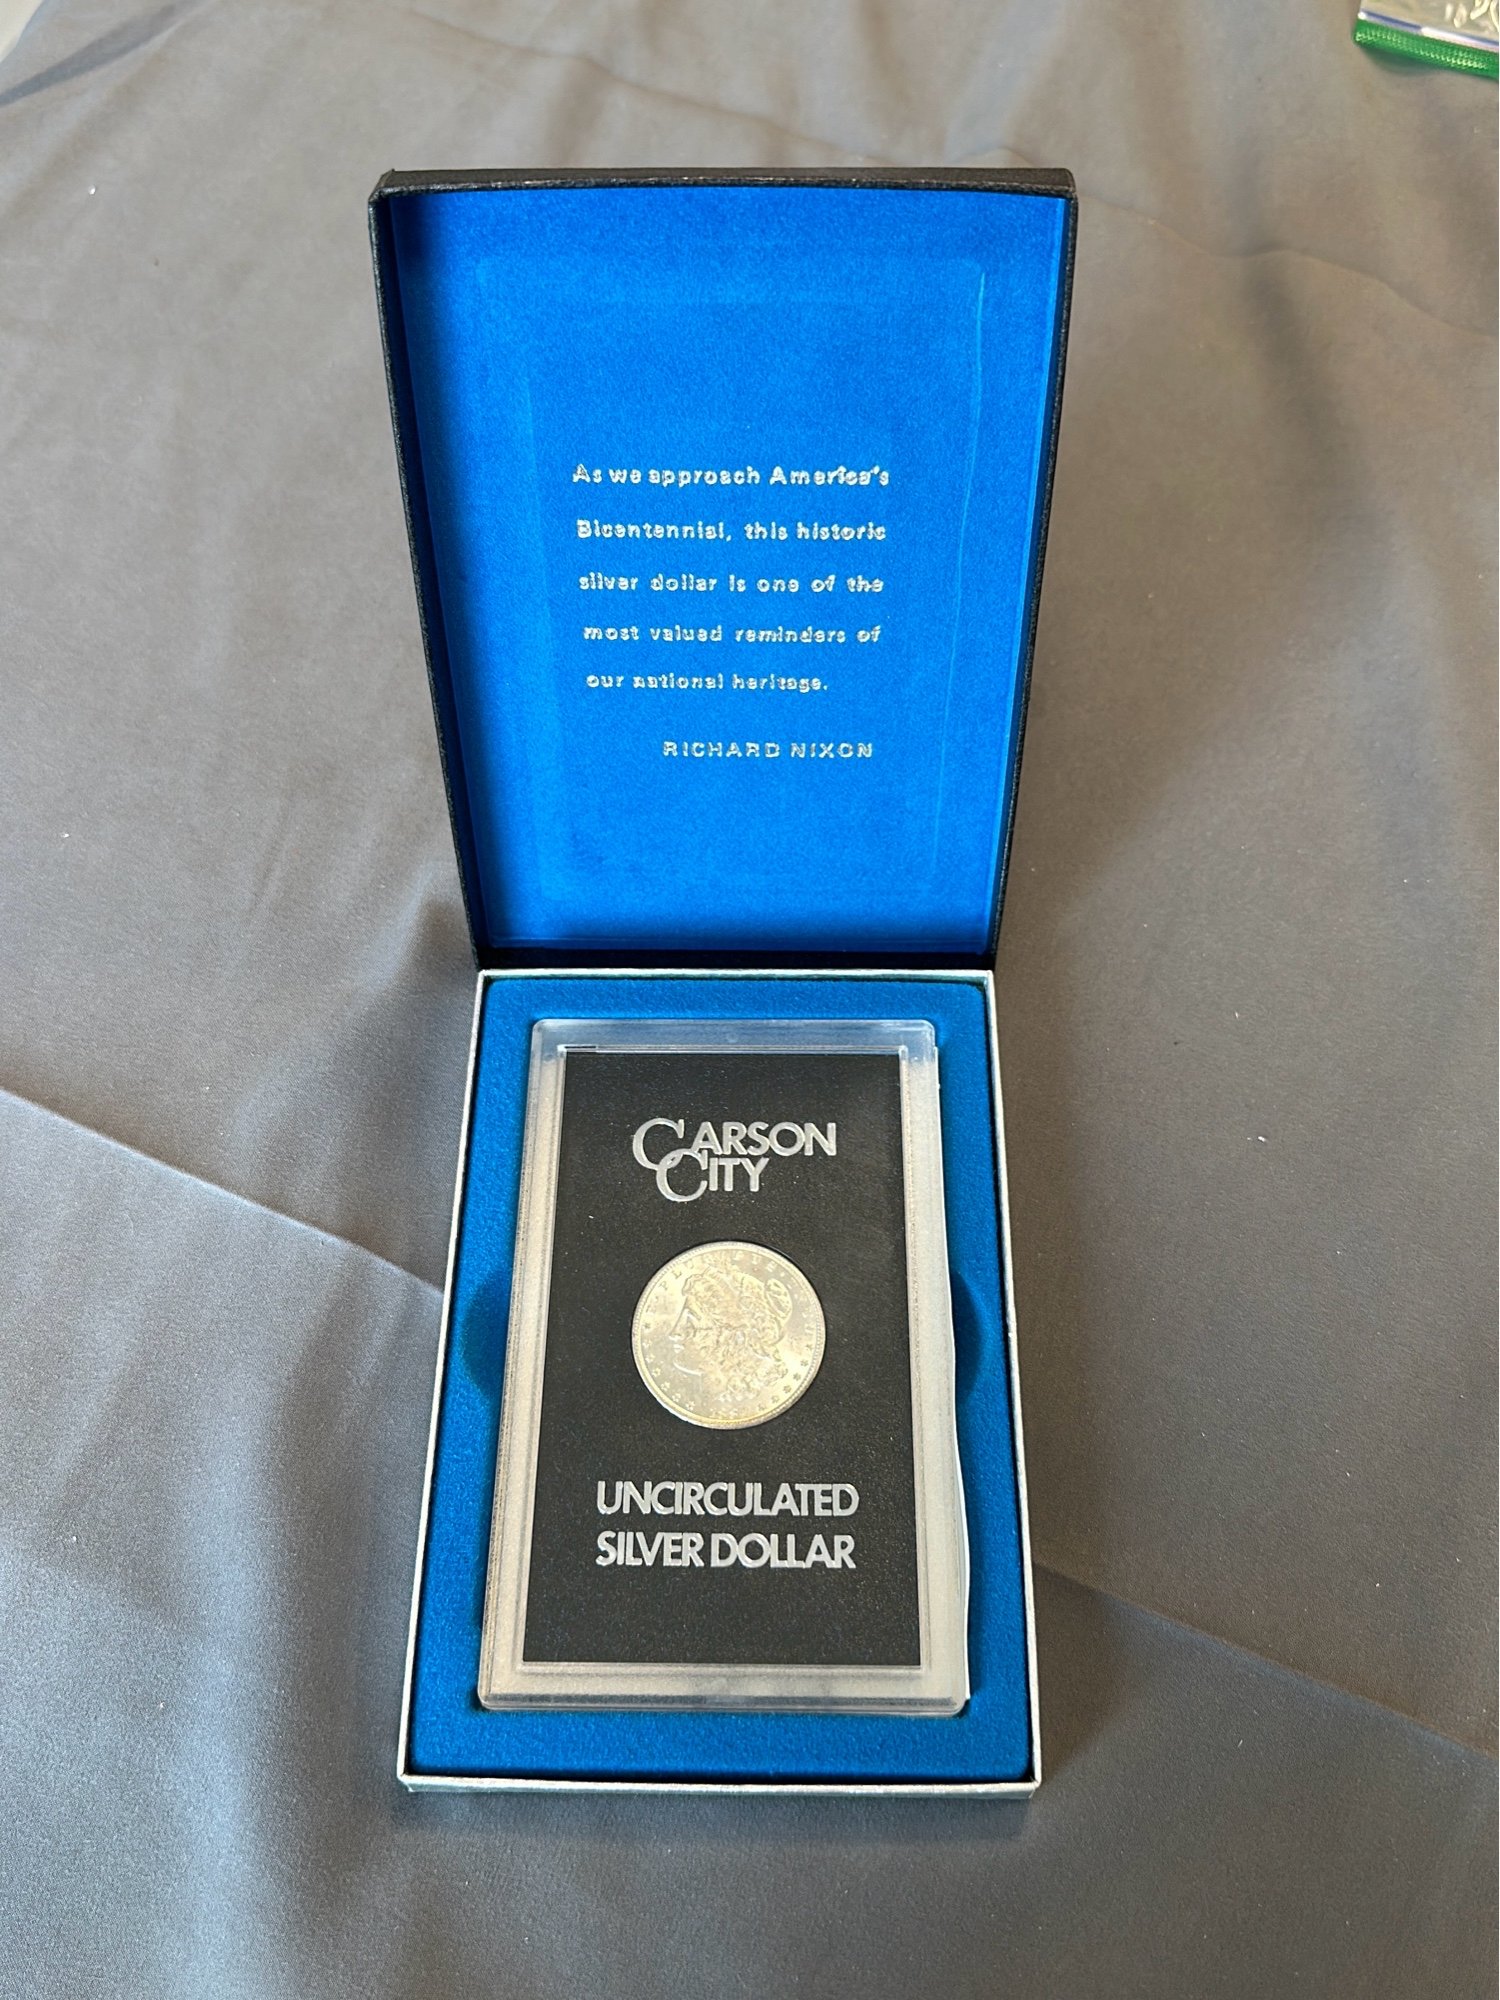 As we approach America's
Bicentennial, this historic
silver dollar is one of the
most valued reminders of
our national heritage.
RICHARD NIXON
CARSON
CITY
UNCIRCULATED
SILVER DOLLAR